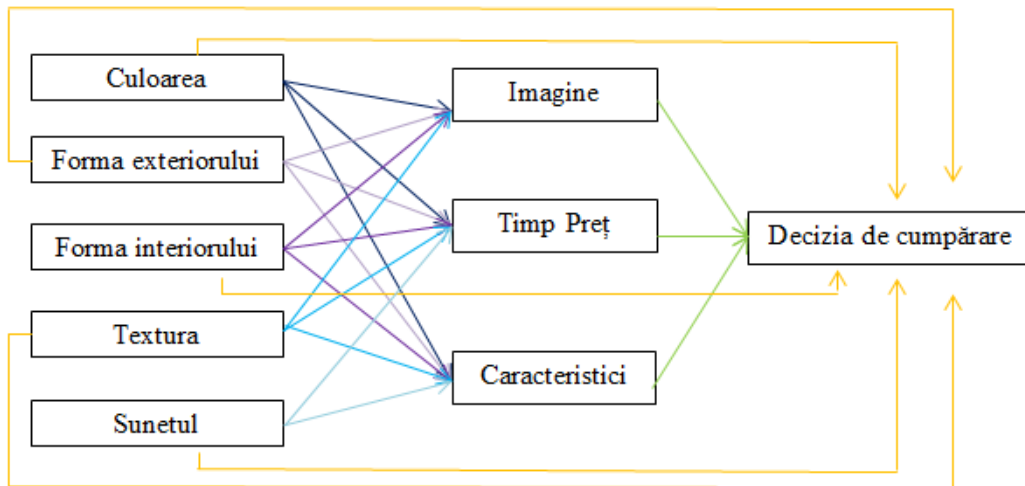 Culoarea
Forma exteriorului
Forma interiorului
Textura
Sunetul
Imagine
Timp Preț
Caracteristici
Decizia de cumpărare